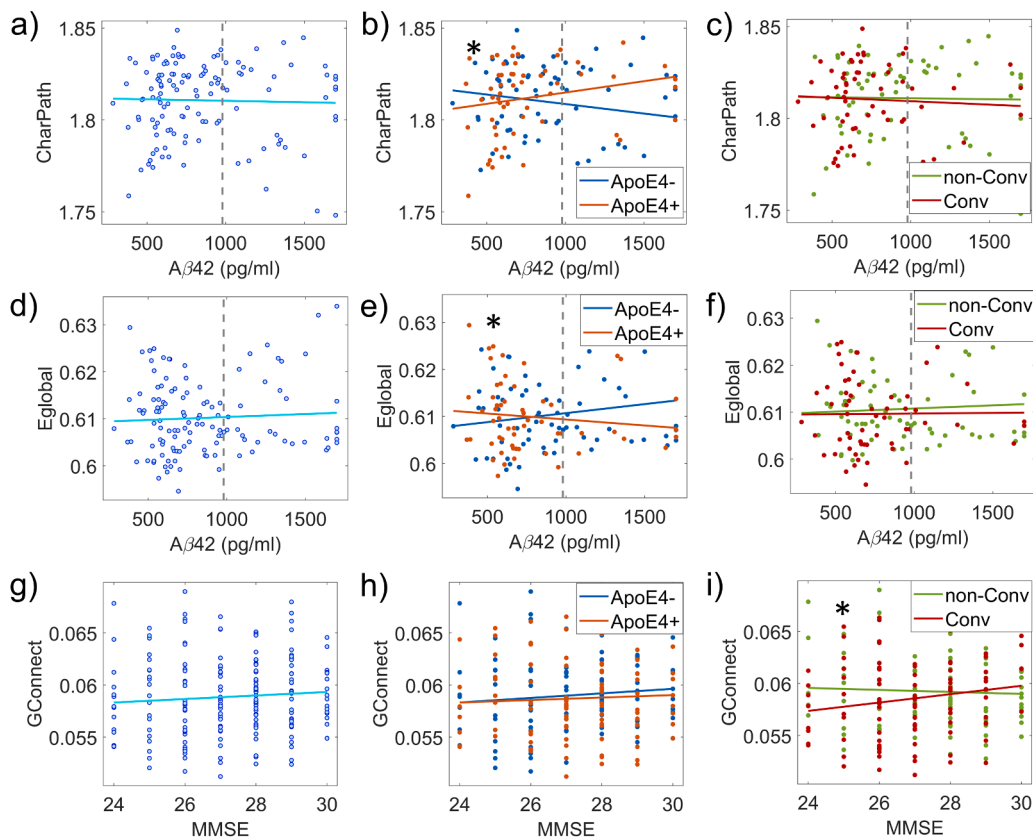 a)
1.85
1.8
1.75
CharPath
500
1000
1500
Aβ42 (pg/ml)
b)
*
1.85
1.8
1.75
CharPath
ApoE4-
ApoE4+
500
1000
1500
Aβ42 (pg/ml)
c)
1.85
1.8
1.75
CharPath
non-Conv
Conv
500
1000
1500
Aβ42 (pg/ml)
d)
0.63
0.62
0.61
0.6
Eglobal
500
1000
1500
Aβ42 (pg/ml)
e)
*
ApoE4-
ApoE4+
0.63
0.62
0.61
0.6
Eglobal
500
1000
1500
Aβ42 (pg/ml)
f)
non-Conv
Conv
0.63
0.62
0.61
0.6
Eglobal
500
1000
1500
Aβ42 (pg/ml)
g)
0.065
0.06
0.055
GConnect
24
26
28
30
MMSE
h)
ApoE4-
ApoE4+
0.065
0.06
0.055
GConnect
24
26
28
30
MMSE
i)
*
non-Conv
Conv
0.065
0.06
0.055
GConnect
24
26
28
30
MMSE